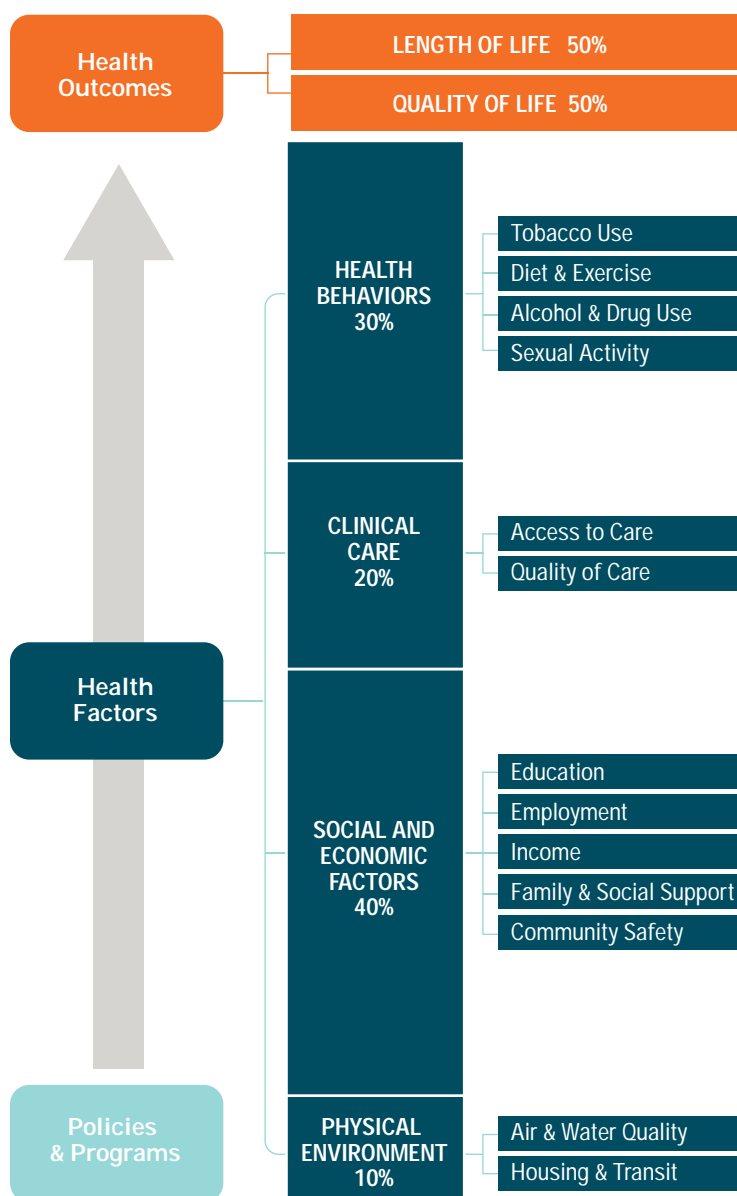 Health
Outcomes
LENGTH OF LIFE 50%
QUALITY OF LIFE 50%
HEALTH
BEHAVIORS
30%
Tobacco Use
Diet & Exercise
Alcohol & Drug Use
Sexual Activity
CLINICAL
CARE
20%
Access to Care
Quality of Care
Health
Factors
SOCIAL AND
ECONOMIC
FACTORS
40%
Education
Employment
Income
Family & Social Support
Community Safety
Policies
& Programs
PHYSICAL
ENVIRONMENT
10%
Air & Water Quality
Housing & Transit